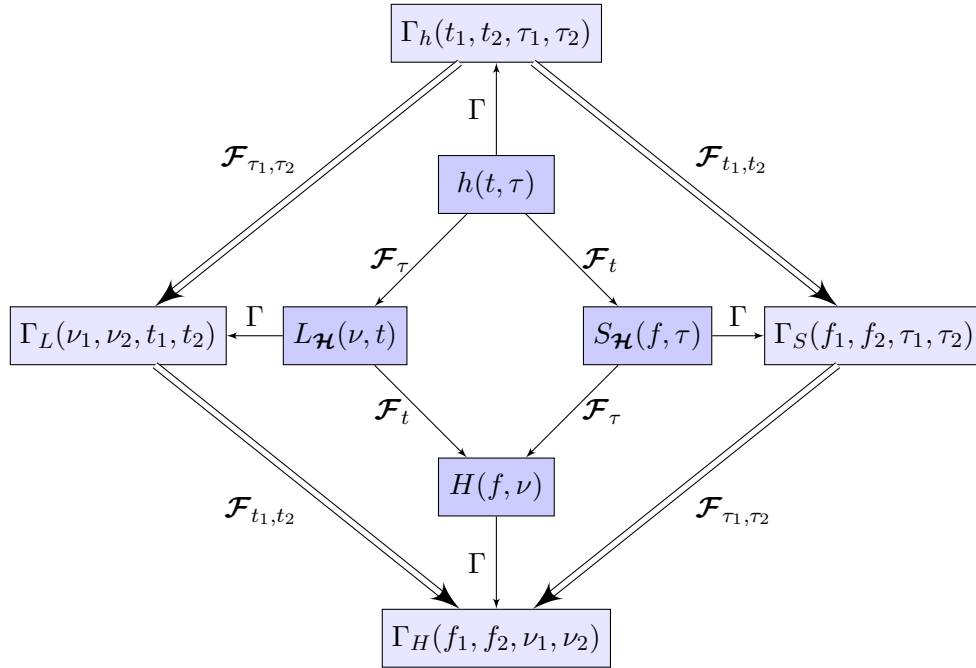 Γ_h(t_1, t_2, τ_1, τ_2)
Γ
𝓕_{τ_1,τ_2}
𝓕_{t_1,t_2}
h(t, τ)
𝓕_τ
𝓕_t
Γ_L(ν_1, ν_2, t_1, t_2)
Γ
L_𝓗(ν, t)
S_𝓗(f, τ)
Γ
Γ_S(f_1, f_2, τ_1, τ_2)
𝓕_t
𝓕_τ
H(f, ν)
𝓕_{t_1,t_2}
𝓕_{τ_1,τ_2}
Γ
Γ_H(f_1, f_2, ν_1, ν_2)